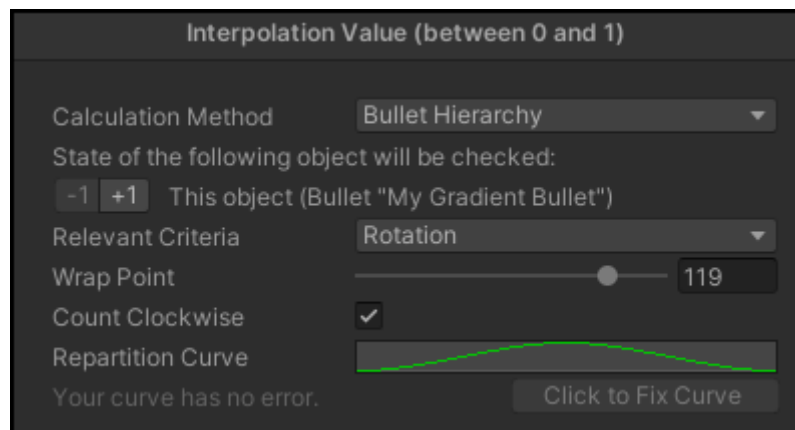 Interpolation Value (between 0 and 1)
Calculation Method Bullet Hierarchy
State of the following object will be checked:
-1 +1 This object (Bullet "My Gradient Bullet")
Relevant Criteria Rotation
Wrap Point 119
Count Clockwise
Repartition Curve
Your curve has no error. Click to Fix Curve